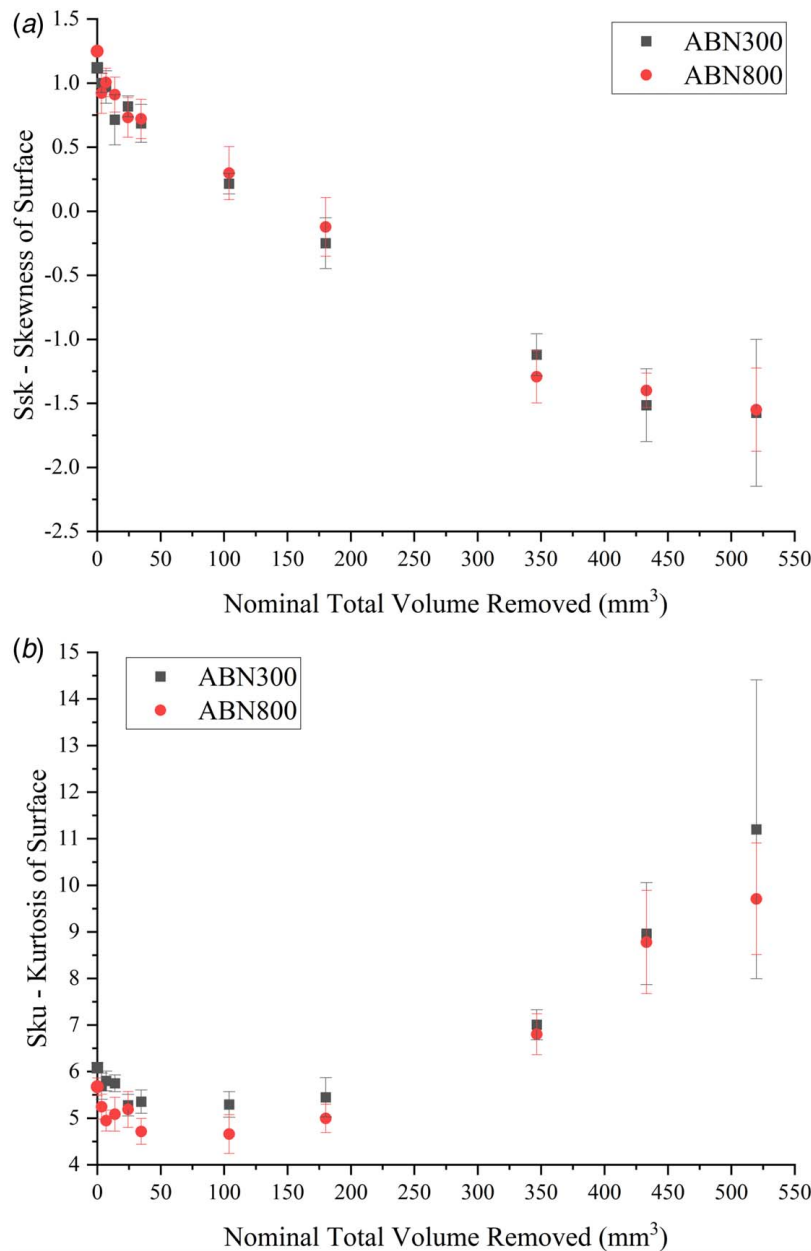 (a)
1.5
1.0
0.5
0.0
-0.5
-1.0
-1.5
-2.0
-2.5
Ssk - Skewness of Surface
ABN300
ABN800
0 50 100 150 200 250 300 350 400 450 500 550
Nominal Total Volume Removed (mm³)
(b)
15
14
13
12
11
10
9
8
7
6
5
4
Sku - Kurtosis of Surface
ABN300
ABN800
0 50 100 150 200 250 300 350 400 450 500 550
Nominal Total Volume Removed (mm³)